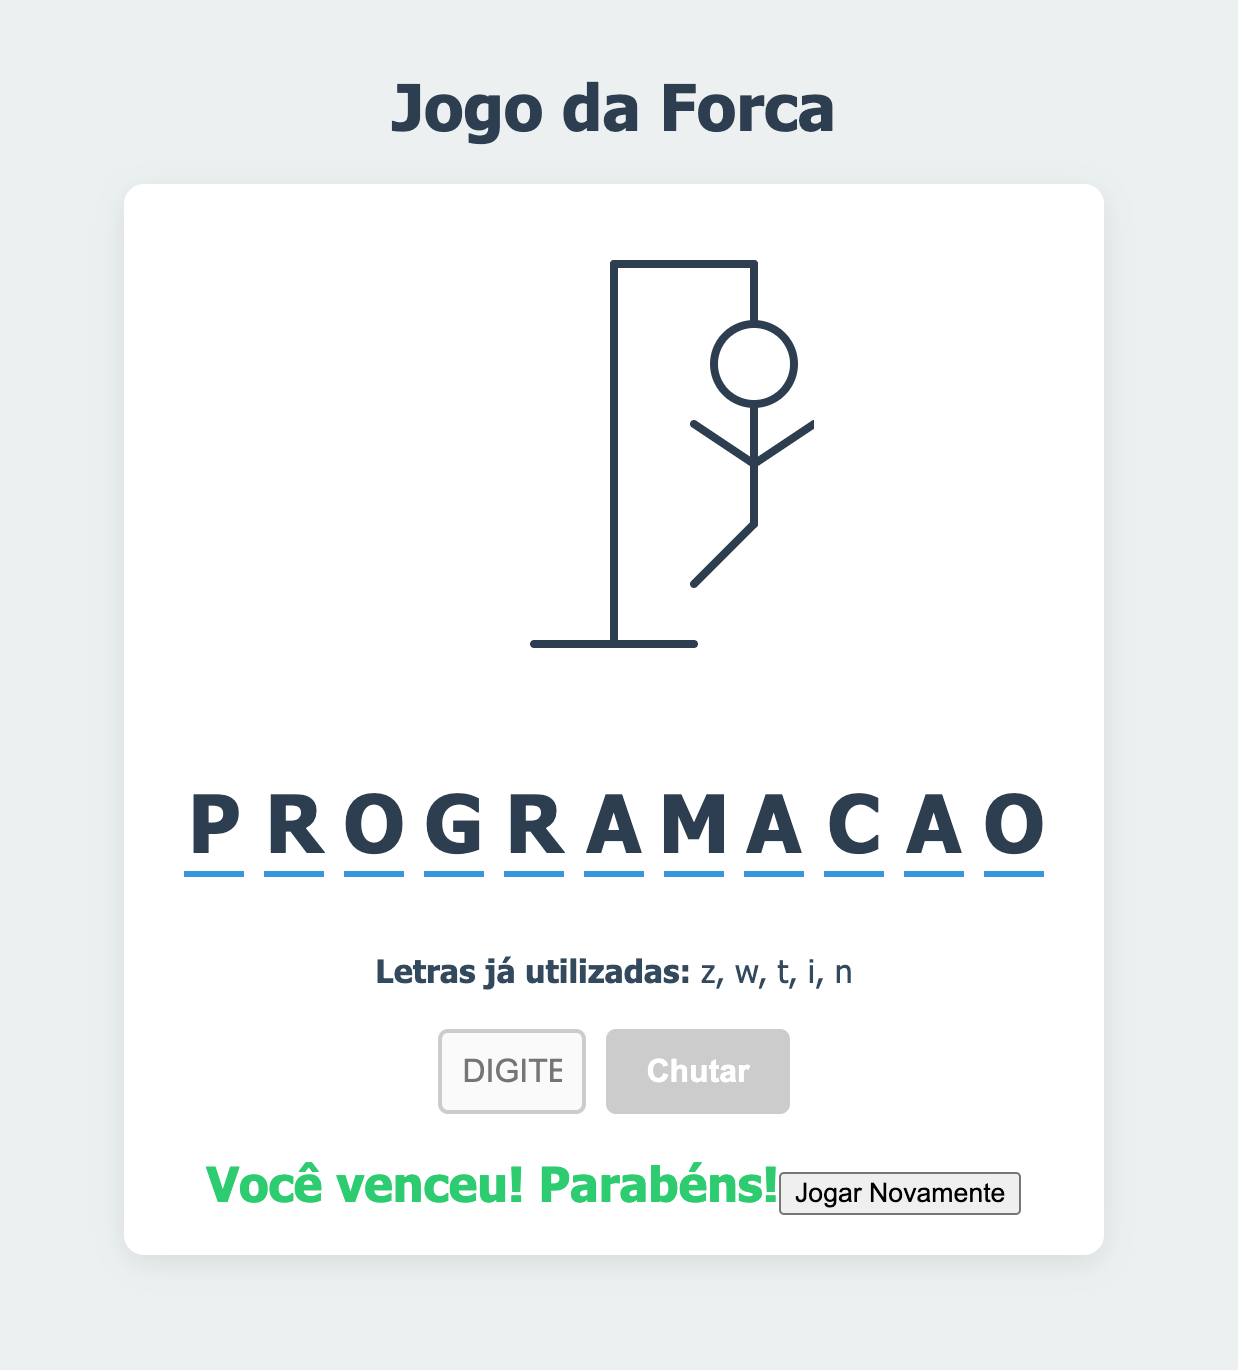 Jogo da Forca
P R O G R A M A C A O
Letras já utilizadas: z, w, t, i, n
DIGITE
Chutar
Você venceu! Parabéns!
Jogar Novamente